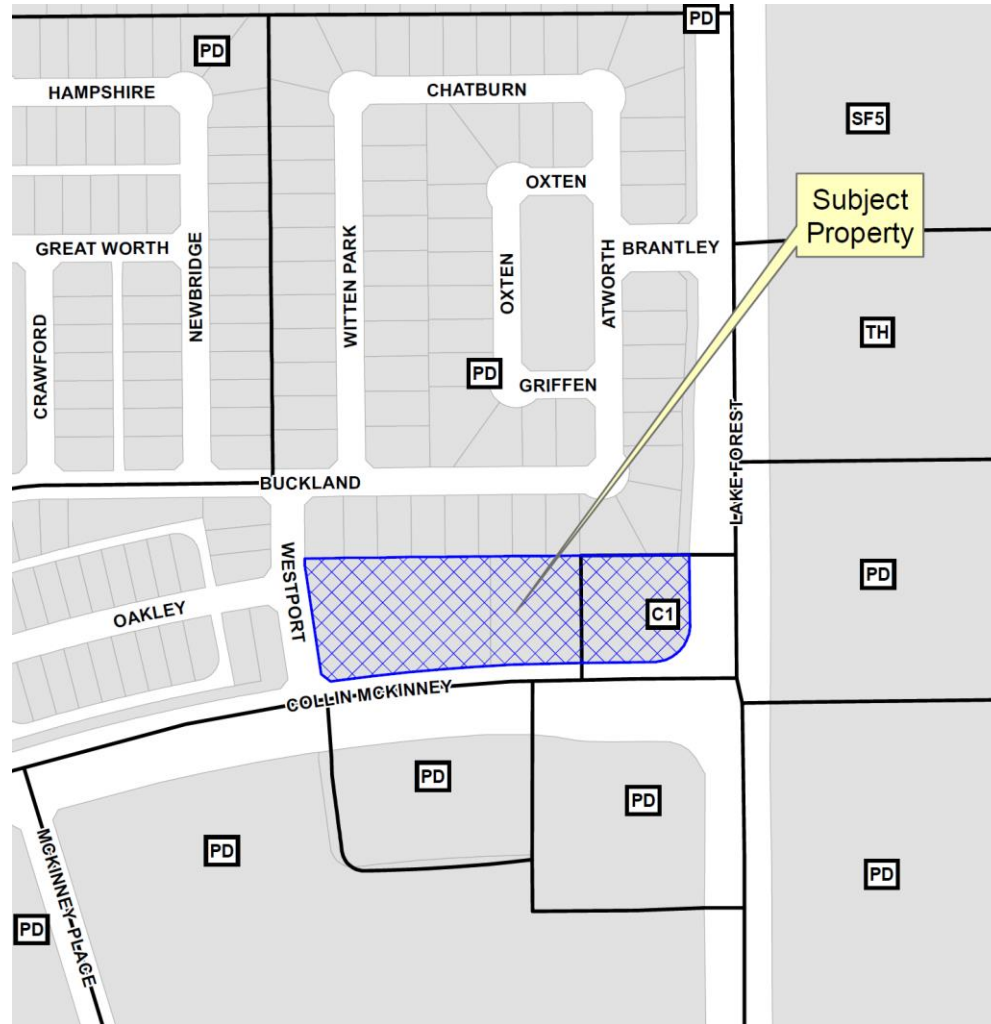 PD
PD
HAMPSHIRE
CHATBURN
SF5
OXTEN
Subject
Property
GREAT WORTH
NEWBRIDGE
WITTEN PARK
OXTEN
ATWORTH
BRANTLEY
CRAWFORD
TH
PD
GRIFFEN
LAKE FOREST
BUCKLAND
WESTPORT
OAKLEY
C1
PD
COLLIN MCKINNEY
PD
PD
PD
MCKINNEY PLACE
PD
PD